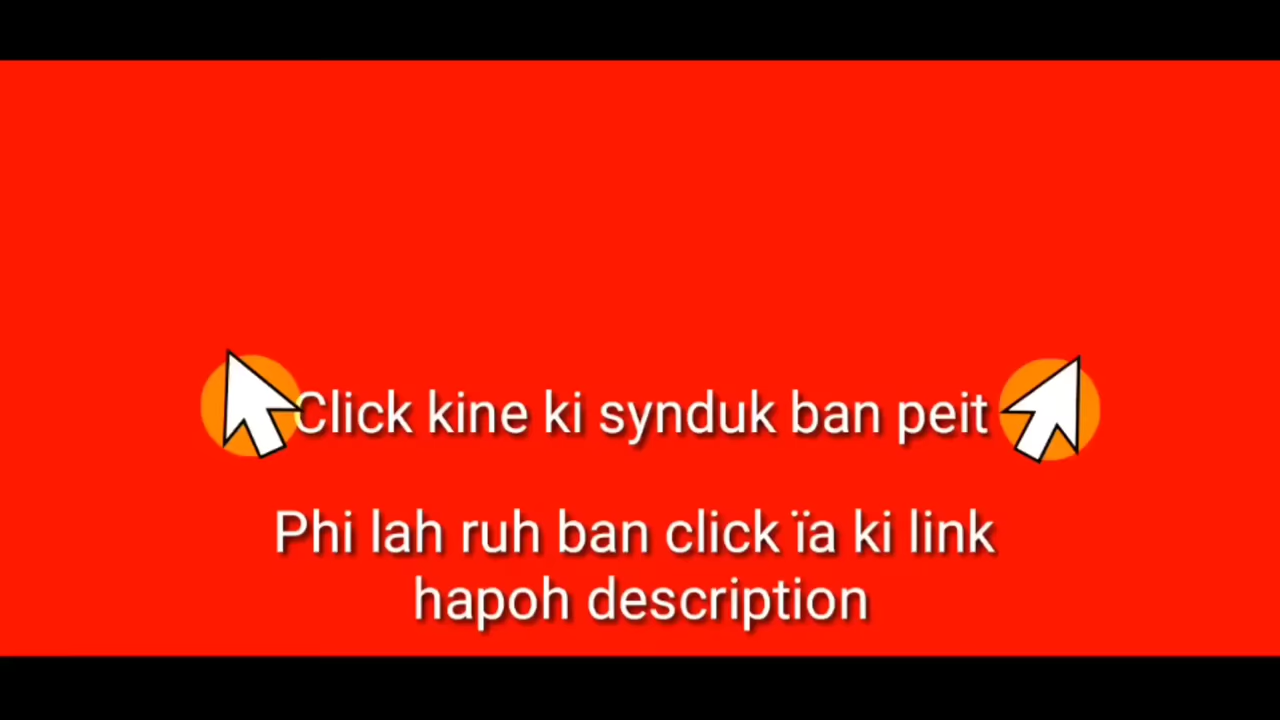 Click kine ki synduk ban peit
Phi lah ruh ban click ïa ki link
hapoh description